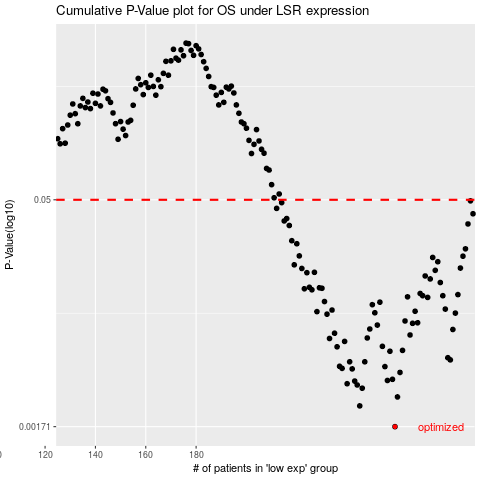 Cumulative P-Value plot for OS under LSR expression
P-Value(log10)
0.05
0.00171
optimized
0
120
140
160
180
# of patients in 'low exp' group